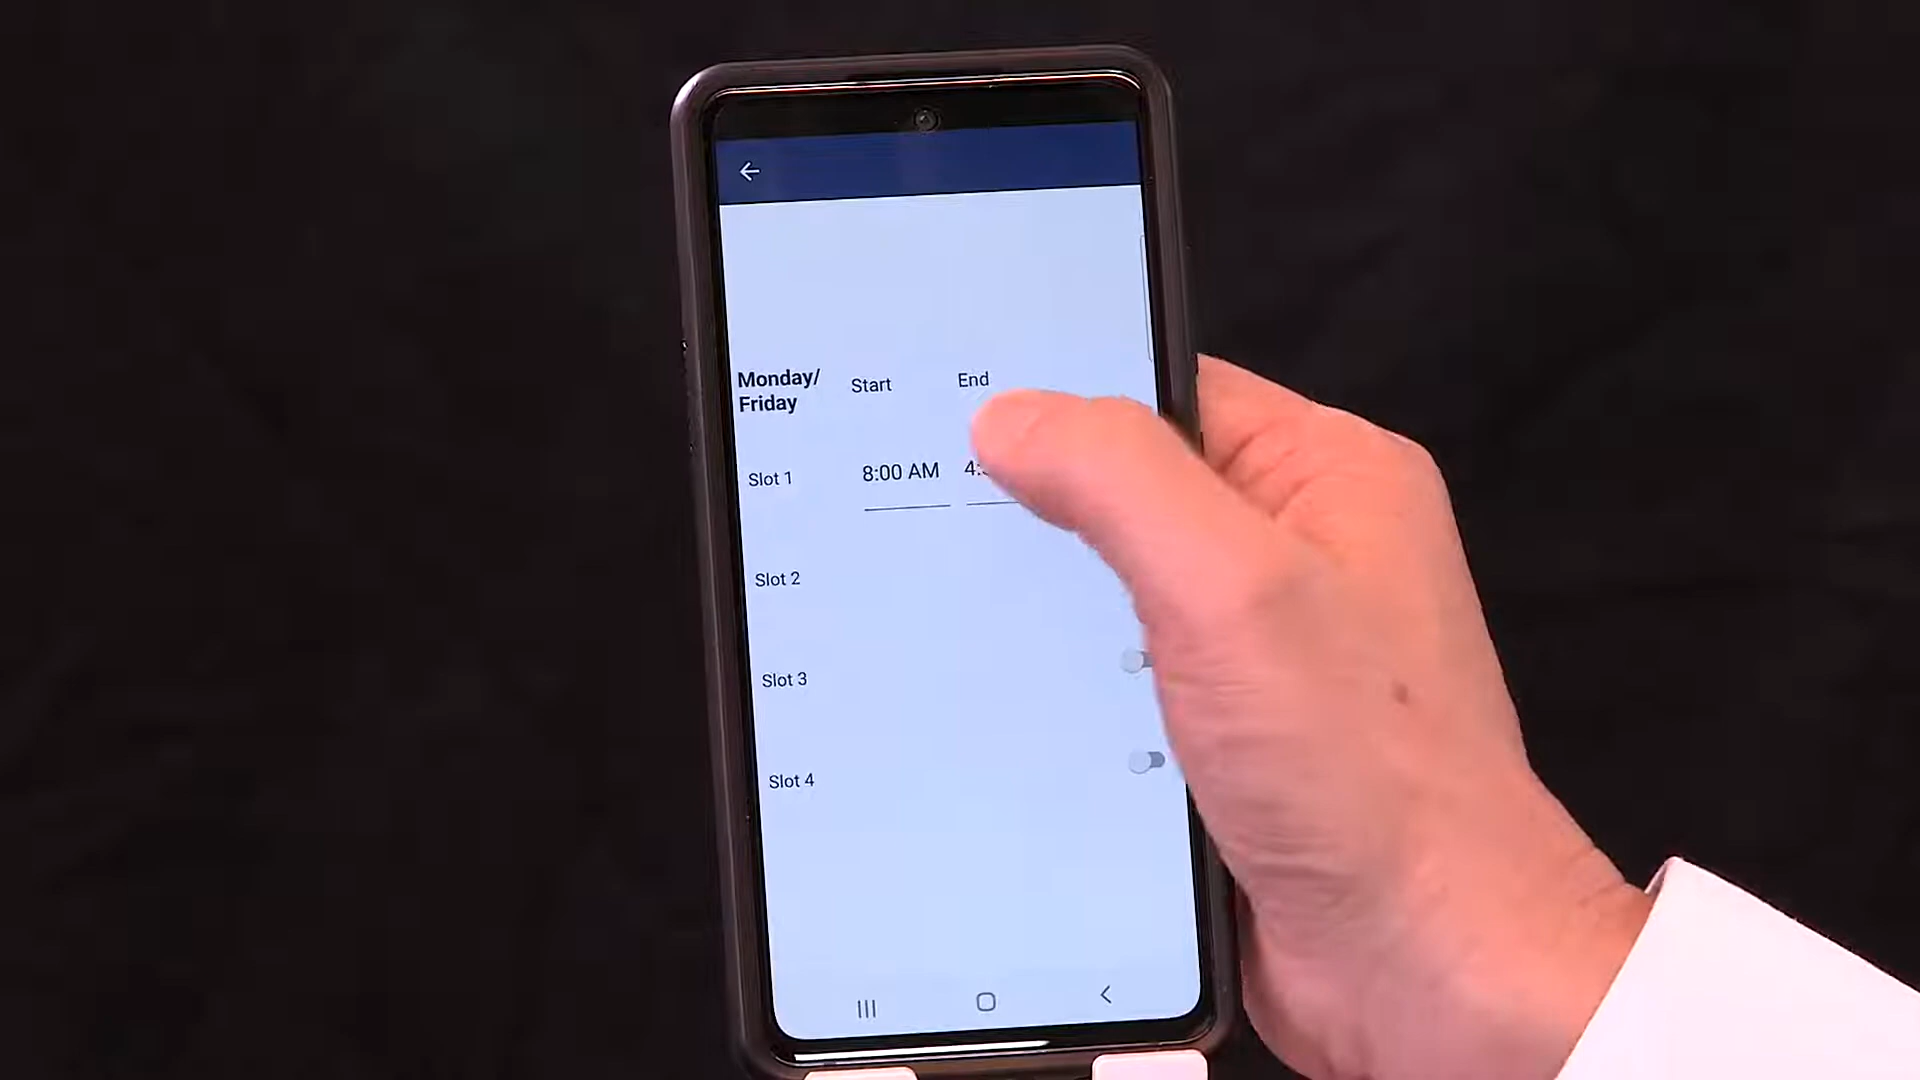 Monday/
Friday
Start
End
Slot 1
8:00 AM
Slot 2
Slot 3
Slot 4